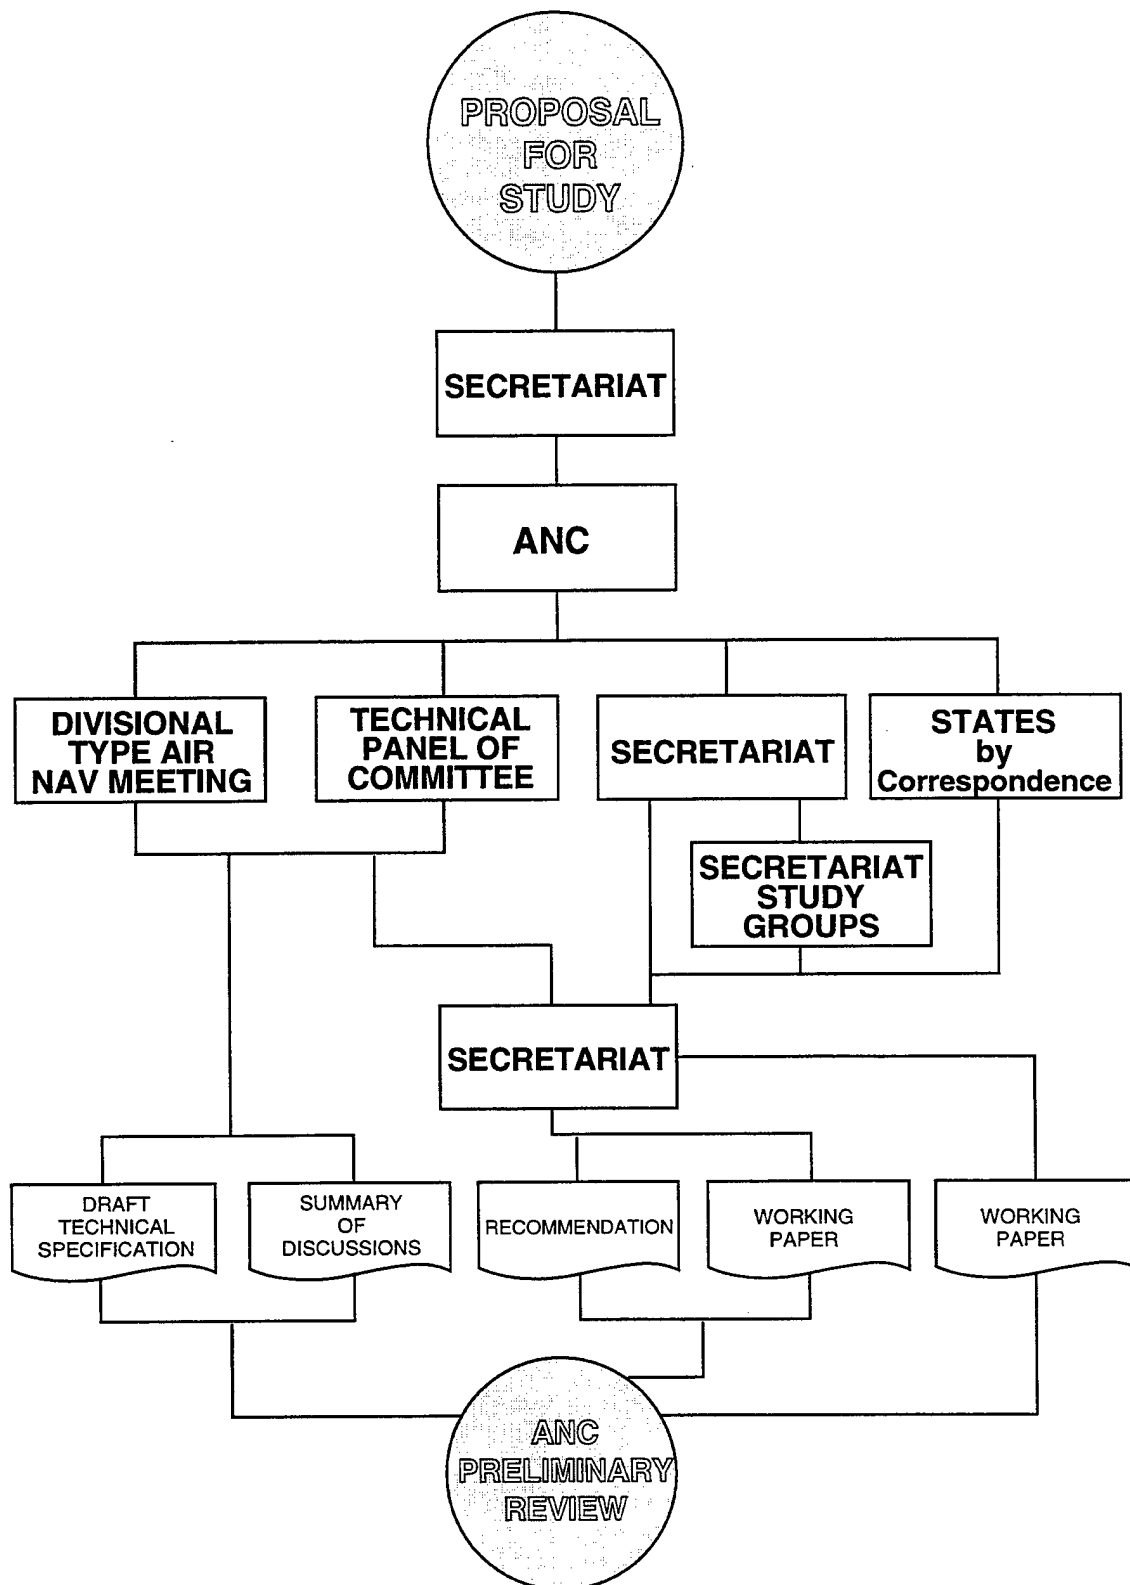 PROPOSAL
FOR
STUDY
SECRETARIAT
ANC
DIVISIONAL
TYPE AIR
NAV MEETING
TECHNICAL
PANEL OF
COMMITTEE
SECRETARIAT
STATES
by
Correspondence
SECRETARIAT
STUDY
GROUPS
SECRETARIAT
DRAFT
TECHNICAL
SPECIFICATION
SUMMARY
OF
DISCUSSIONS
RECOMMENDATION
WORKING
PAPER
WORKING
PAPER
ANC
PRELIMINARY
REVIEW